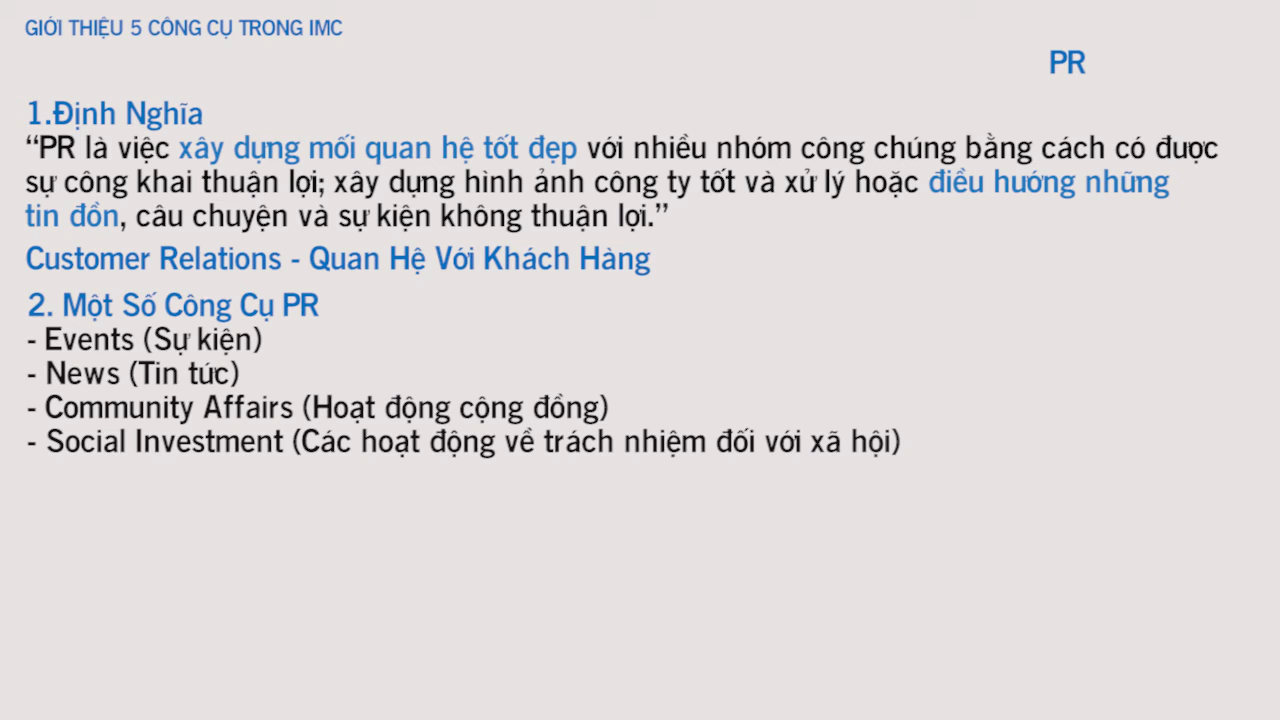 GIỚI THIỆU 5 CÔNG CỤ TRONG IMC
PR
1.Định Nghĩa
“PR là việc xây dựng mối quan hệ tốt đẹp với nhiều nhóm công chúng bằng cách có được
sự công khai thuận lợi; xây dựng hình ảnh công ty tốt và xử lý hoặc điều hướng những
tin đồn, câu chuyện và sự kiện không thuận lợi.”
Customer Relations - Quan Hệ Với Khách Hàng
2. Một Số Công Cụ PR
- Events (Sự kiện)
- News (Tin tức)
- Community Affairs (Hoạt động cộng đồng)
- Social Investment (Các hoạt động về trách nhiệm đối với xã hội)